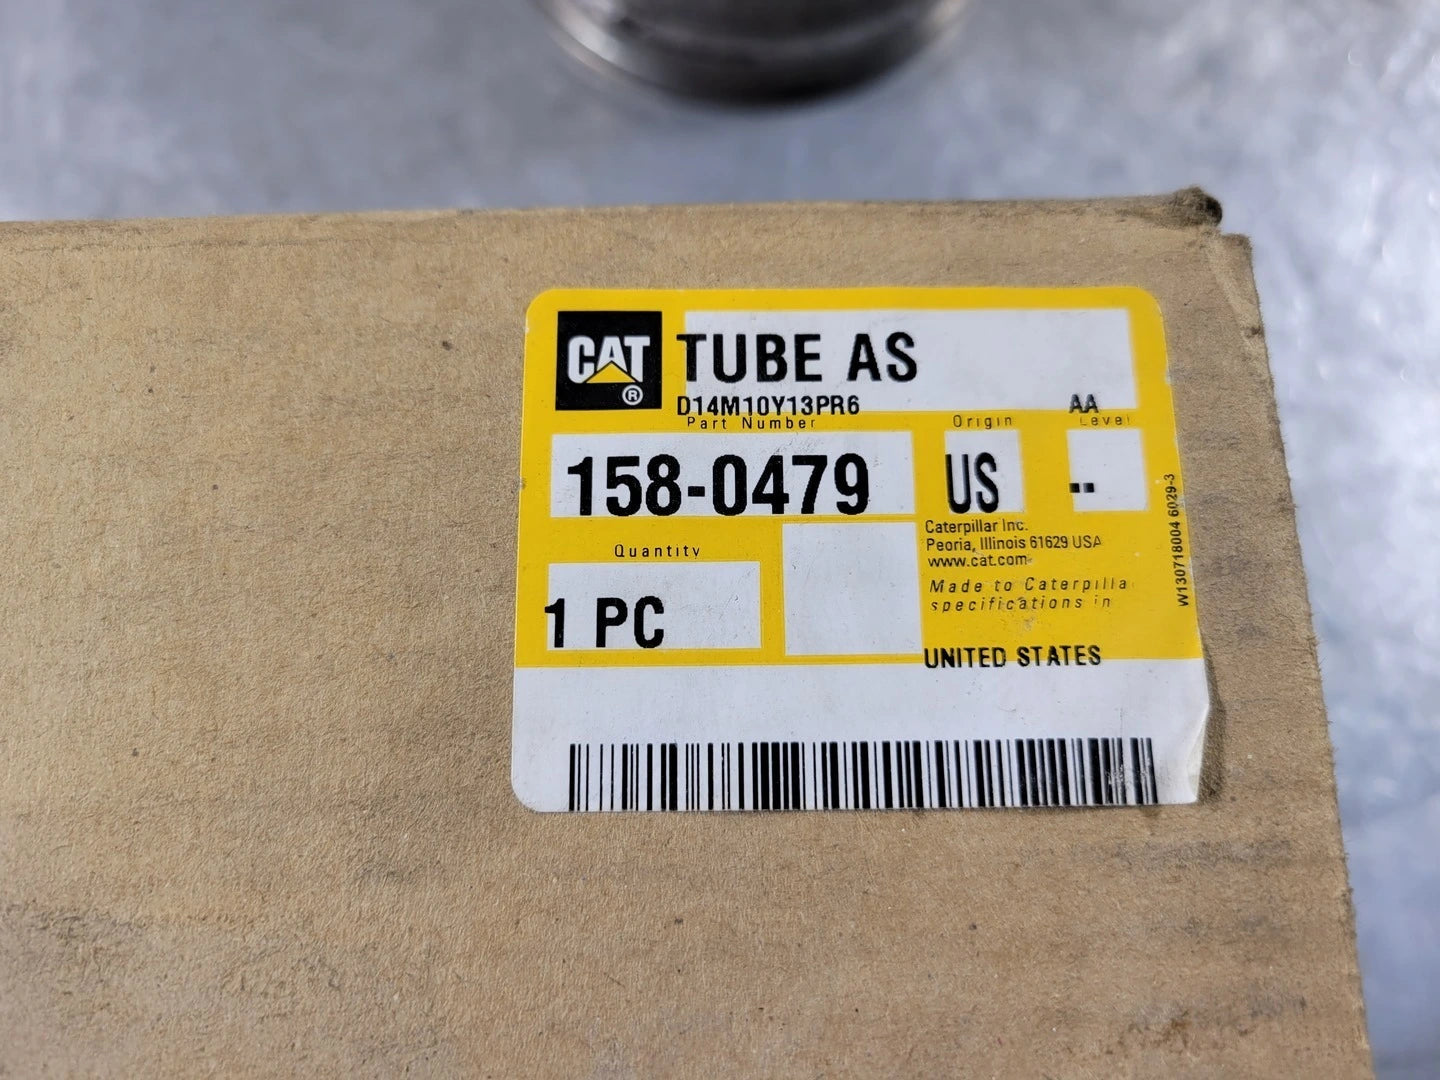 CAT
®
TUBE AS
D14M10Y13PR6
AA
Part Number
Origin
Level
158-0479
US
--
Quantity
1 PC
Caterpillar Inc.
Peoria, Illinois 61629 USA
www.cat.com
Made to Caterpilla
specifications in
UNITED STATES
W130718004 6029-3